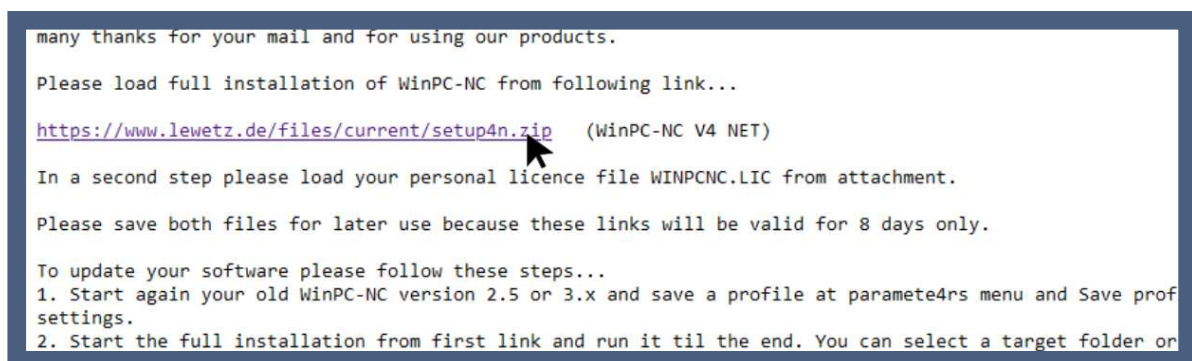 many thanks for your mail and for using our products.
Please load full installation of WinPC-NC from following link...
https://www.lewetz.de/files/current/setup4n.zip (WinPC-NC V4 NET)
In a second step please load your personal licence file WINPCNC.LIC from attachment.
Please save both files for later use because these links will be valid for 8 days only.
To update your software please follow these steps...
1. Start again your old WinPC-NC version 2.5 or 3.x and save a profile at paramete4rs menu and Save prof
settings.
2. Start the full installation from first link and run it til the end. You can select a target folder or